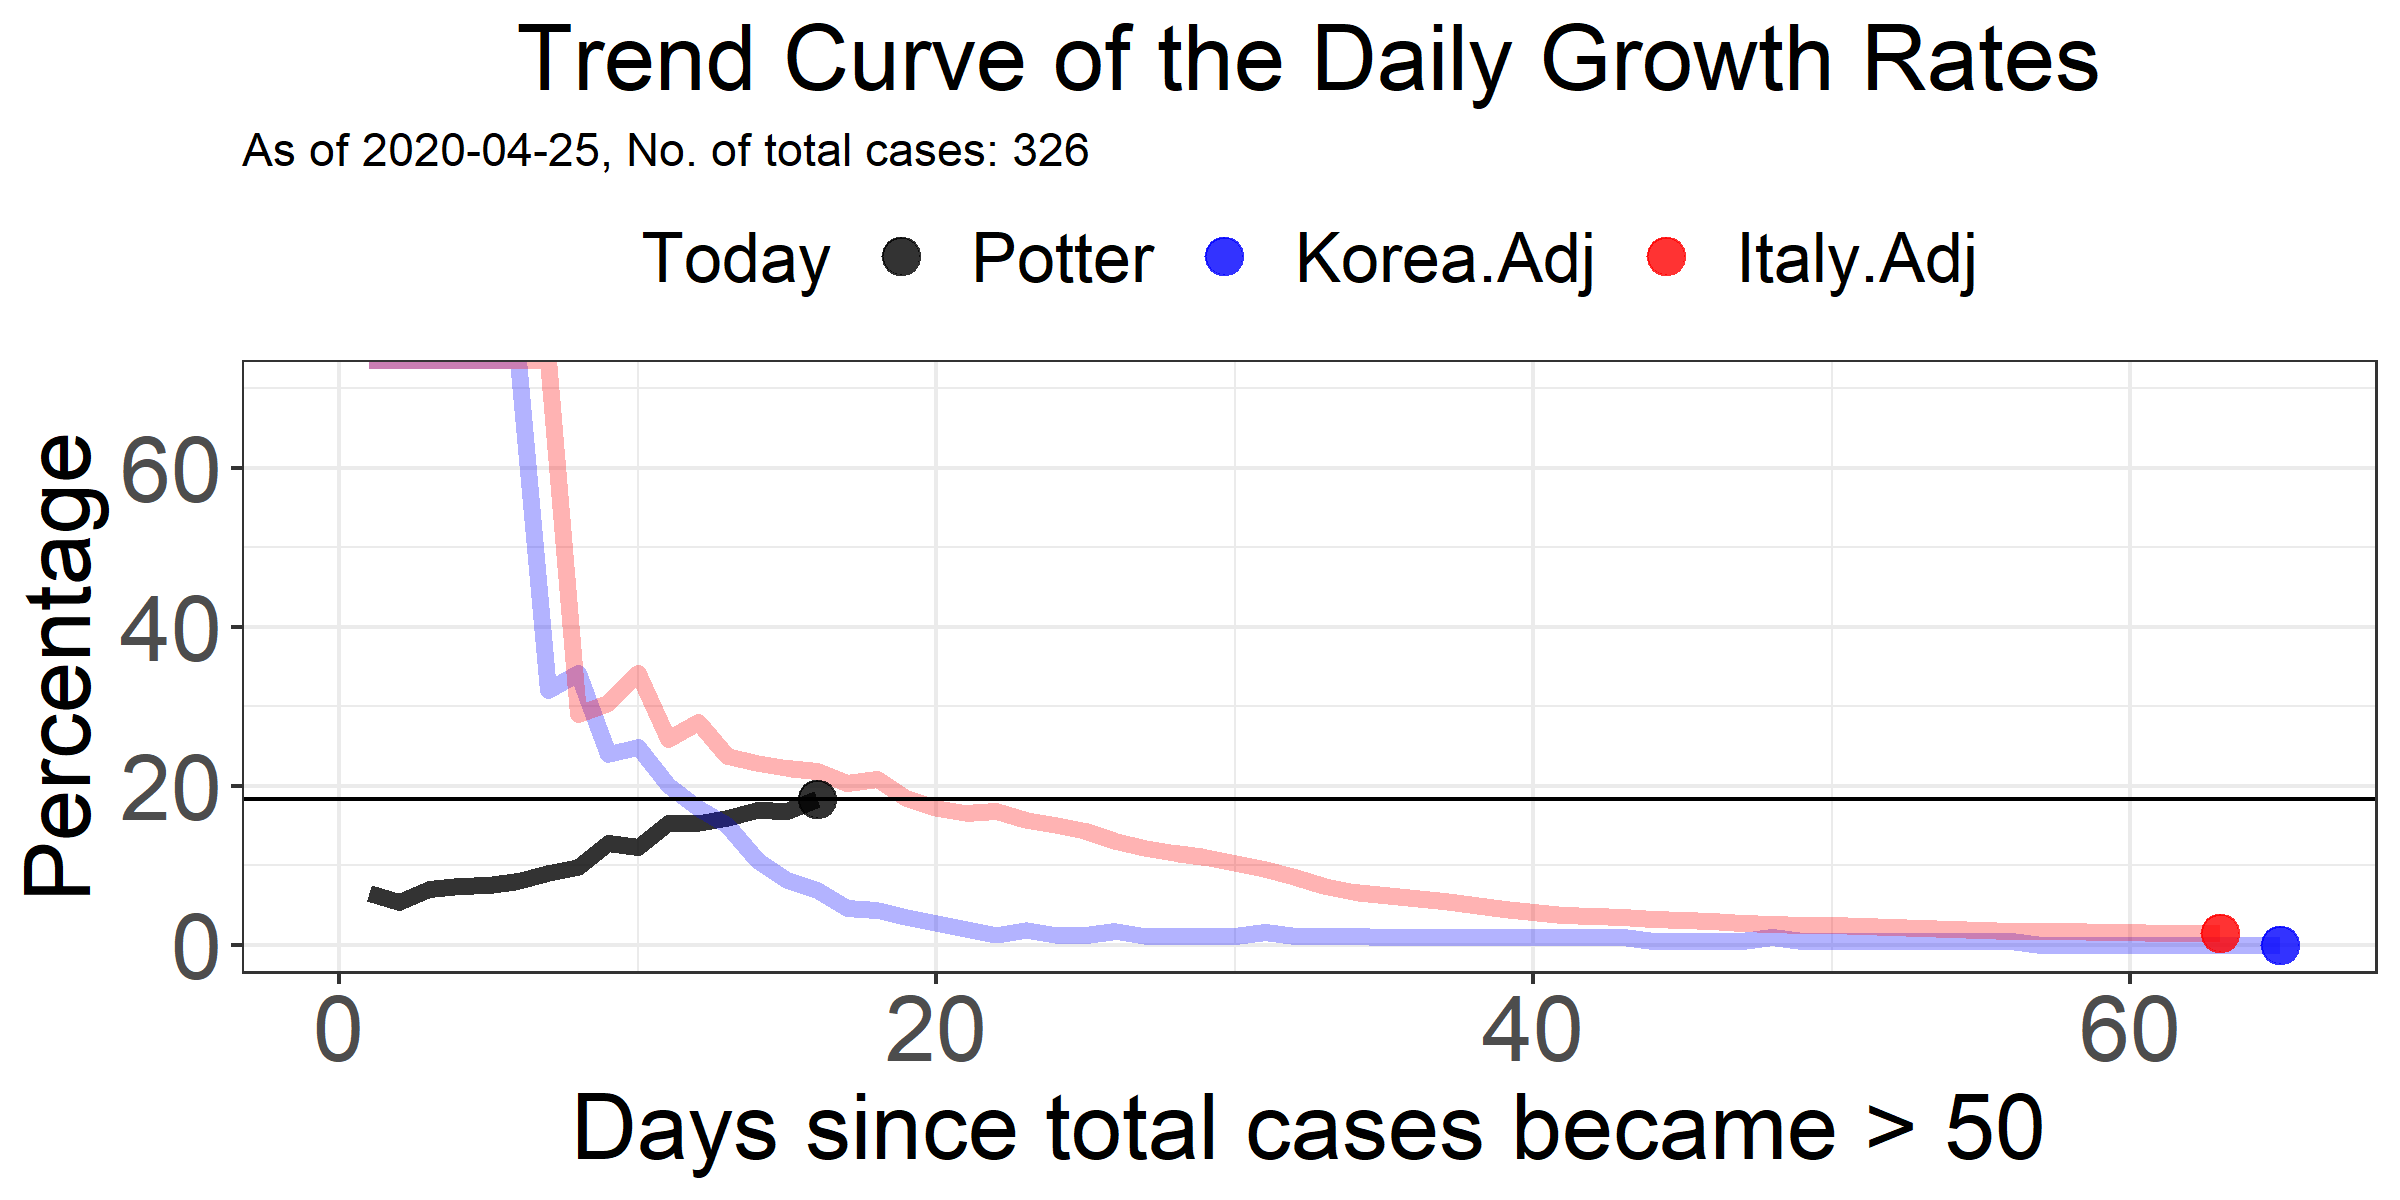 Trend Curve of the Daily Growth Rates
As of 2020-04-25, No. of total cases: 326
Today Potter Korea.Adj Italy.Adj
Percentage
60
40
20
0
0 20 40 60
Days since total cases became > 50